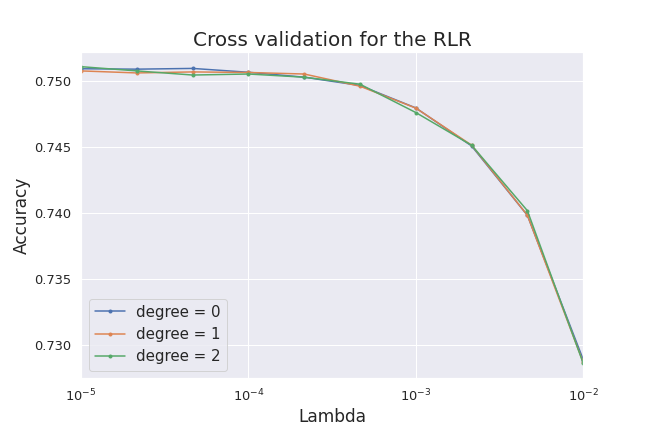 Cross validation for the RLR
Accuracy
0.750
0.745
0.740
0.735
0.730
degree = 0
degree = 1
degree = 2
10⁻⁵
10⁻⁴
10⁻³
10⁻²
Lambda